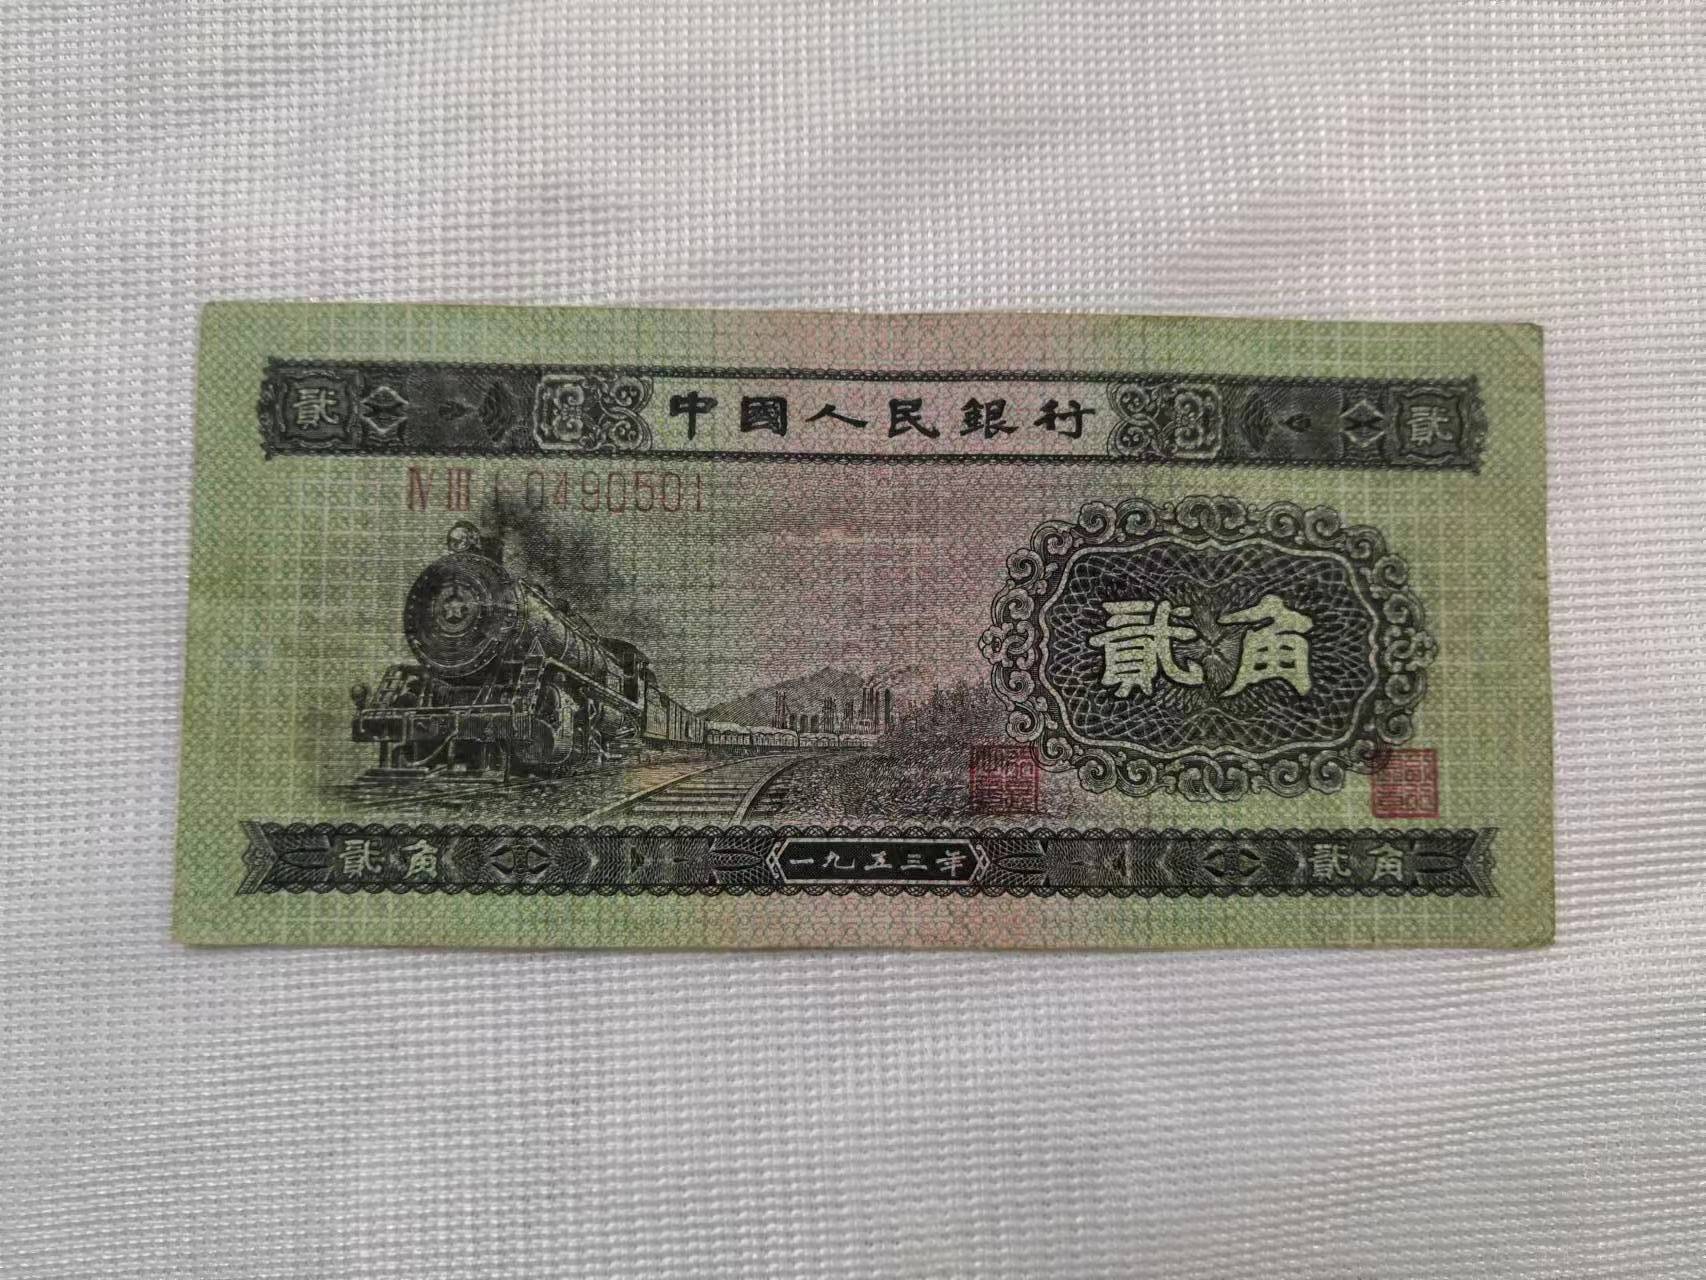 貳 中國人民銀行 貳
IV III 0490501
貳角
貳角 一九五三年 貳角